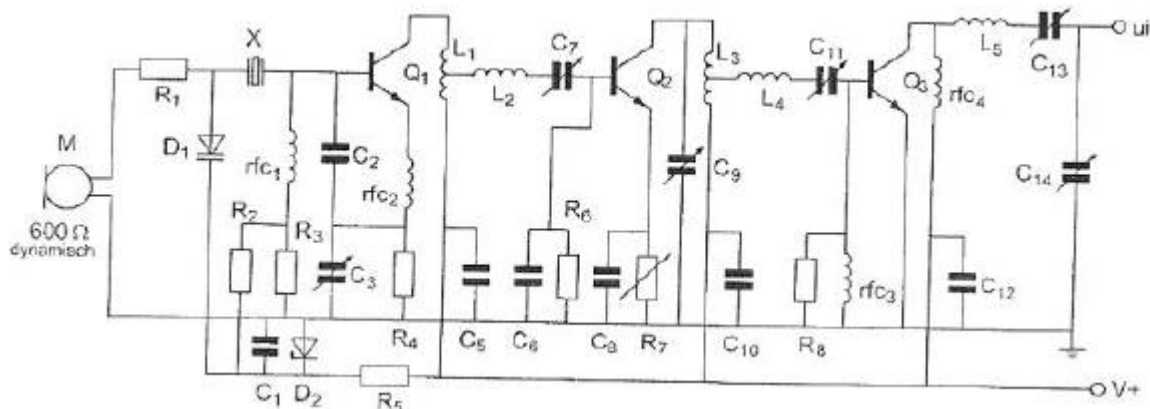 X
R1
D1
M
600 Ω
dynamisch
rfc1
R2
R3
C2
C3
Q1
rfc2
R4
L1
L2
C7
C5
C6
R6
Q2
C8
R7
C9
L3
L4
C11
C10
R8
rfc3
Q3
rfc4
L5
C13
C14
C12
ui
C1
D2
R5
V+